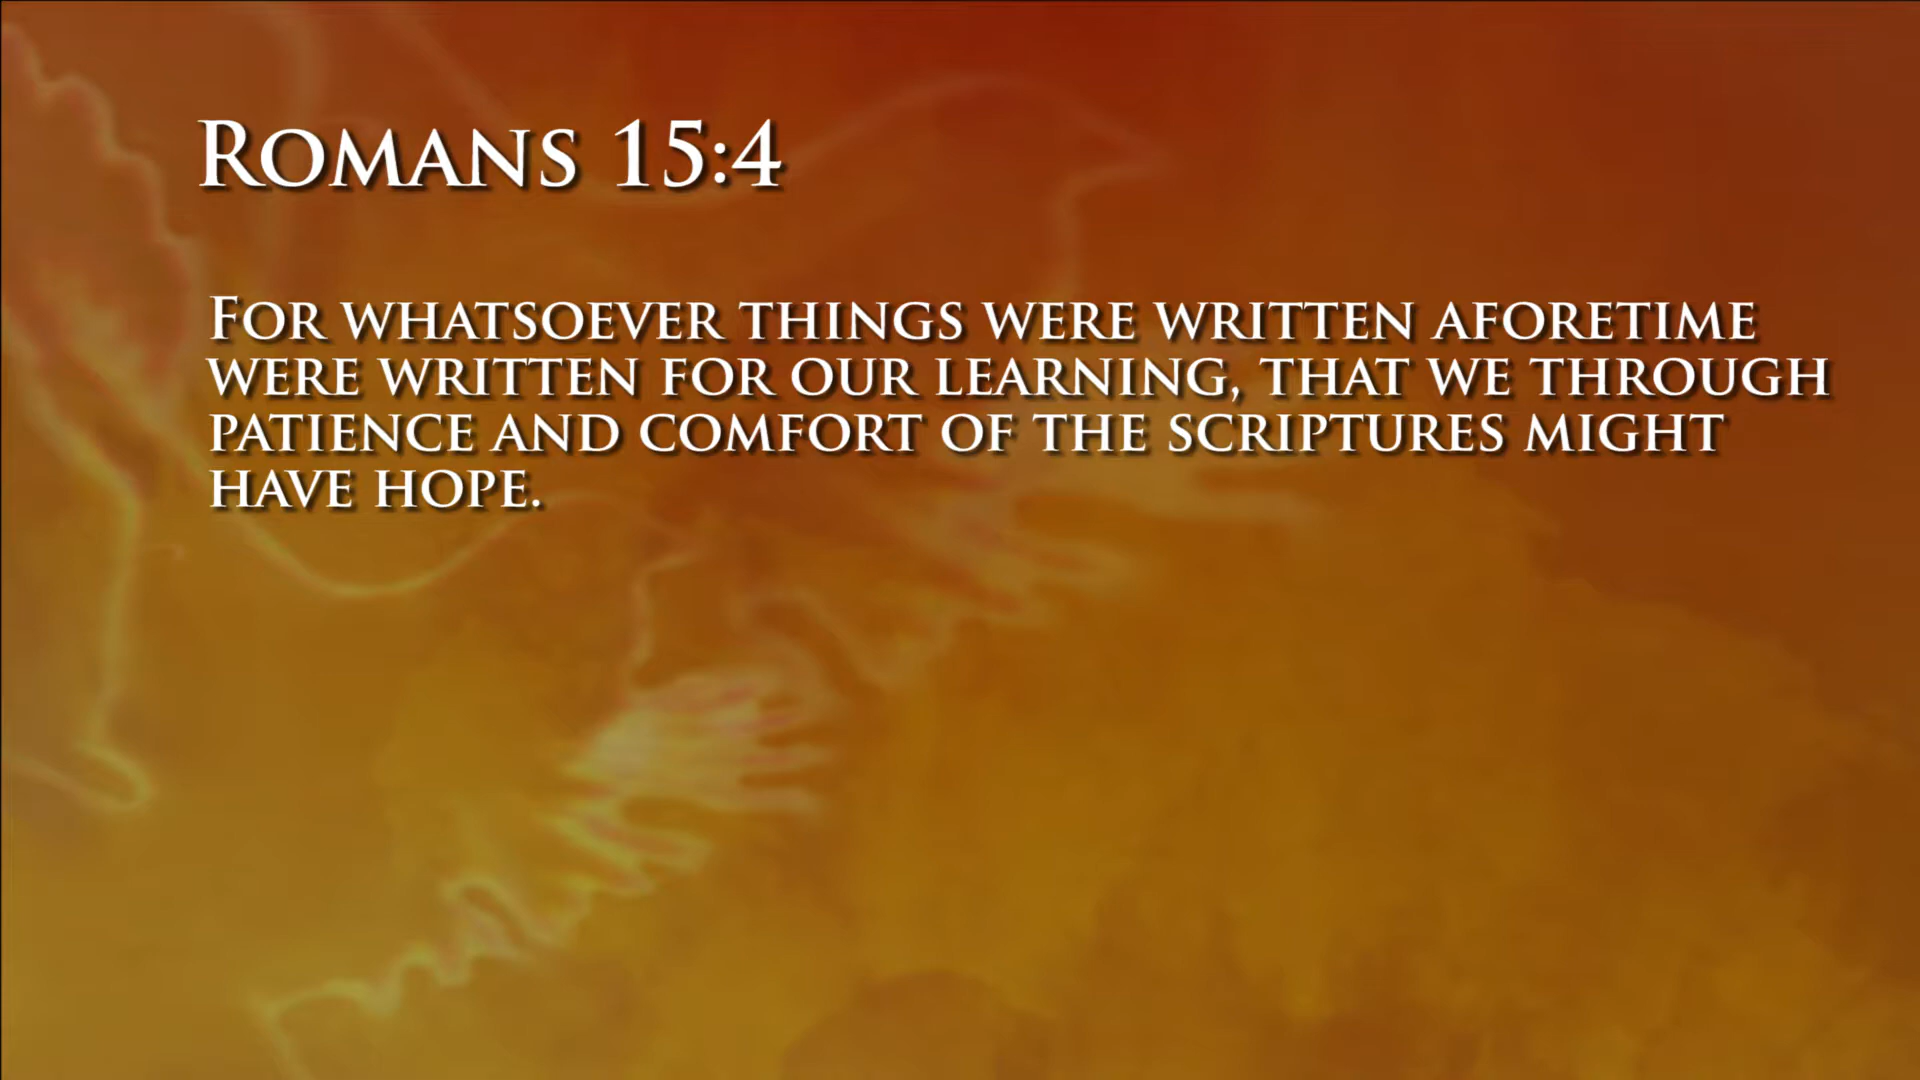 Romans 15:4
For whatsoever things were written aforetime
were written for our learning, that we through
patience and comfort of the scriptures might
have hope.